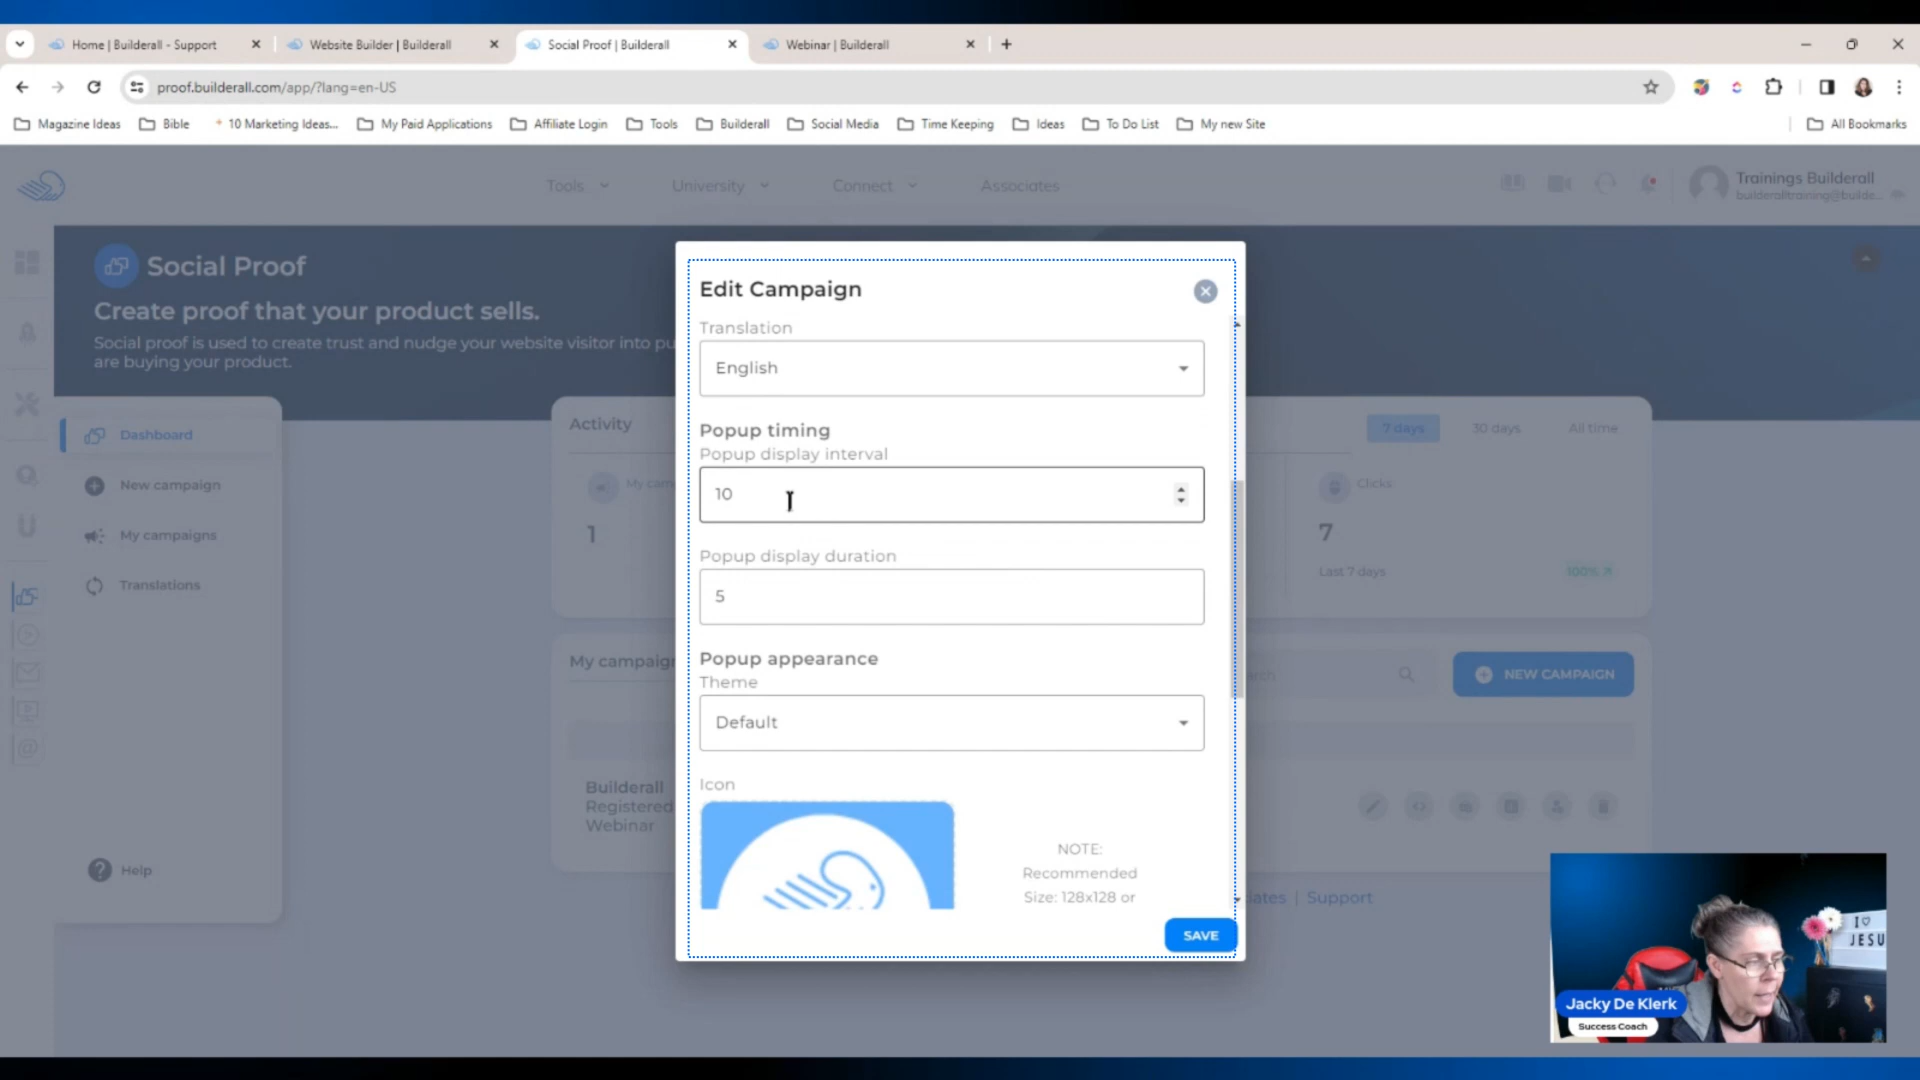 Home | Builderall - Support
Website Builder | Builderall
Social Proof | Builderall
Webinar | Builderall
proof.builderall.com/app/?lang=en-US
Magazine Ideas
Bible
10 Marketing Ideas...
My Paid Applications
Affiliate Login
Tools
Builderall
Social Media
Time Keeping
Ideas
To Do List
My new Site
All Bookmarks
Tools
University
Connect
Associates
Trainings Builderall
builderalltraining@builde...
Social Proof
Create proof that your product sells.
Social proof is used to create trust and nudge your website visitor into pu
are buying your product.
Dashboard
New campaign
My campaigns
Translations
Help
Activity
7 days
30 days
All time
My cam
1
Clicks
7
Last 7 days
100%
My campaign
NEW CAMPAIGN
Builderall
Registered
Webinar
Support
Edit Campaign
Translation
English
Popup timing
Popup display interval
10
Popup display duration
5
Popup appearance
Theme
Default
Icon
NOTE:
Recommended
Size: 128x128 or
SAVE
I
JESU
Jacky De Klerk
Success Coach